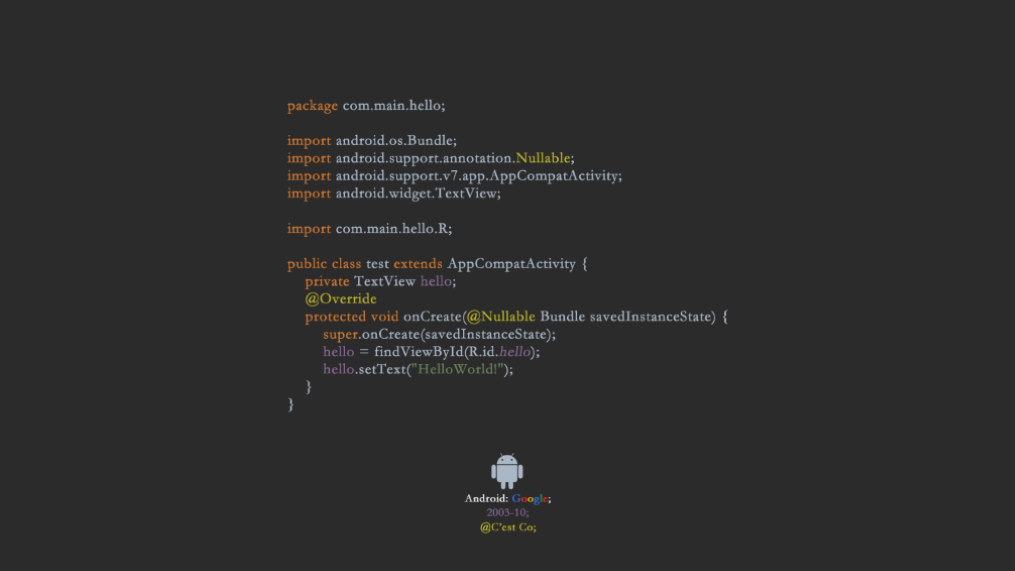 package com.main.hello;
import android.os.Bundle;
import android.support.annotation.Nullable;
import android.support.v7.app.AppCompatActivity;
import android.widget.TextView;
import com.main.hello.R;
public class test extends AppCompatActivity {
private TextView hello;
@Override
protected void onCreate(@Nullable Bundle savedInstanceState) {
super.onCreate(savedInstanceState);
hello = findViewById(R.id.hello);
hello.setText("HelloWorld!");
}
}
Android: Google;
2003-10;
@C'est Co;